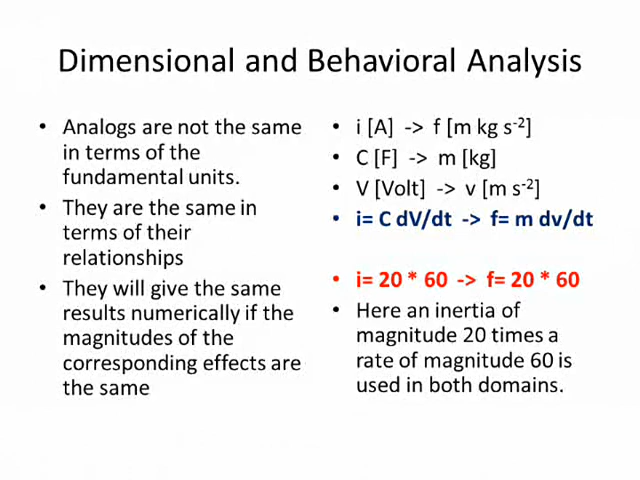 Dimensional and Behavioral Analysis
• Analogs are not the same
in terms of the
fundamental units.
• They are the same in
terms of their
relationships
• They will give the same
results numerically if the
magnitudes of the
corresponding effects are
the same
• i [A] -> f [m kg s⁻²]
• C [F] -> m [kg]
• V [Volt] -> v [m s⁻²]
• i= C dV/dt -> f= m dv/dt
• i= 20 * 60 -> f= 20 * 60
• Here an inertia of
magnitude 20 times a
rate of magnitude 60 is
used in both domains.